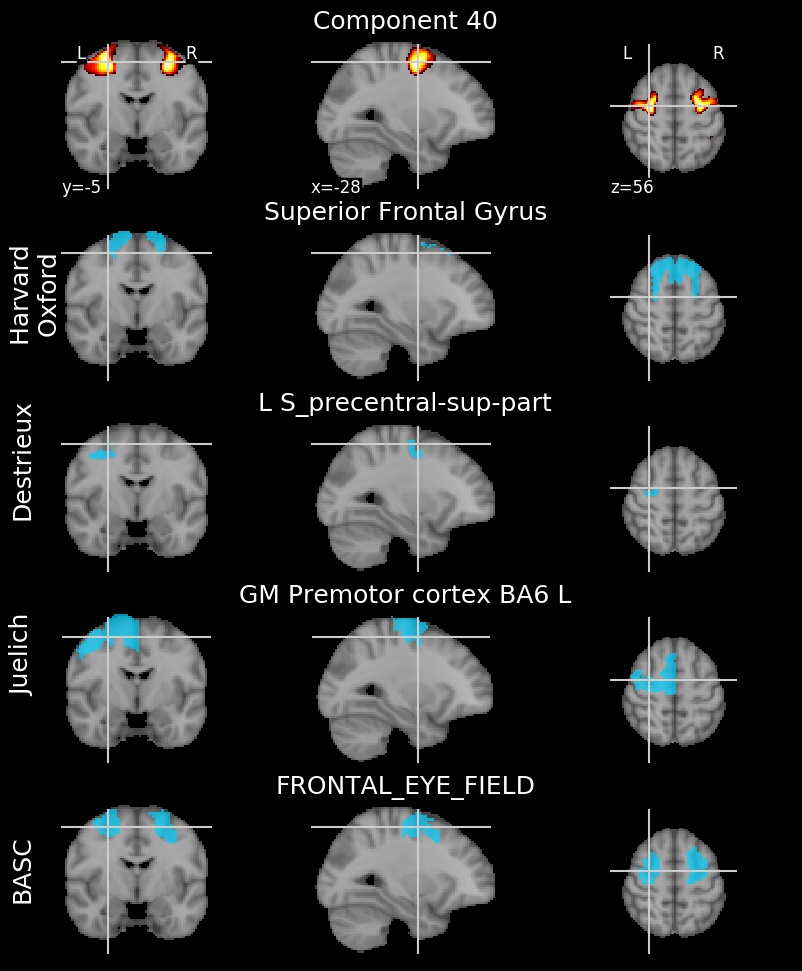 Component 40
L R
L R
y=-5
x=-28
z=56
Superior Frontal Gyrus
Harvard
Oxford
L S_precentral-sup-part
Destrieux
GM Premotor cortex BA6 L
Juelich
FRONTAL_EYE_FIELD
BASC